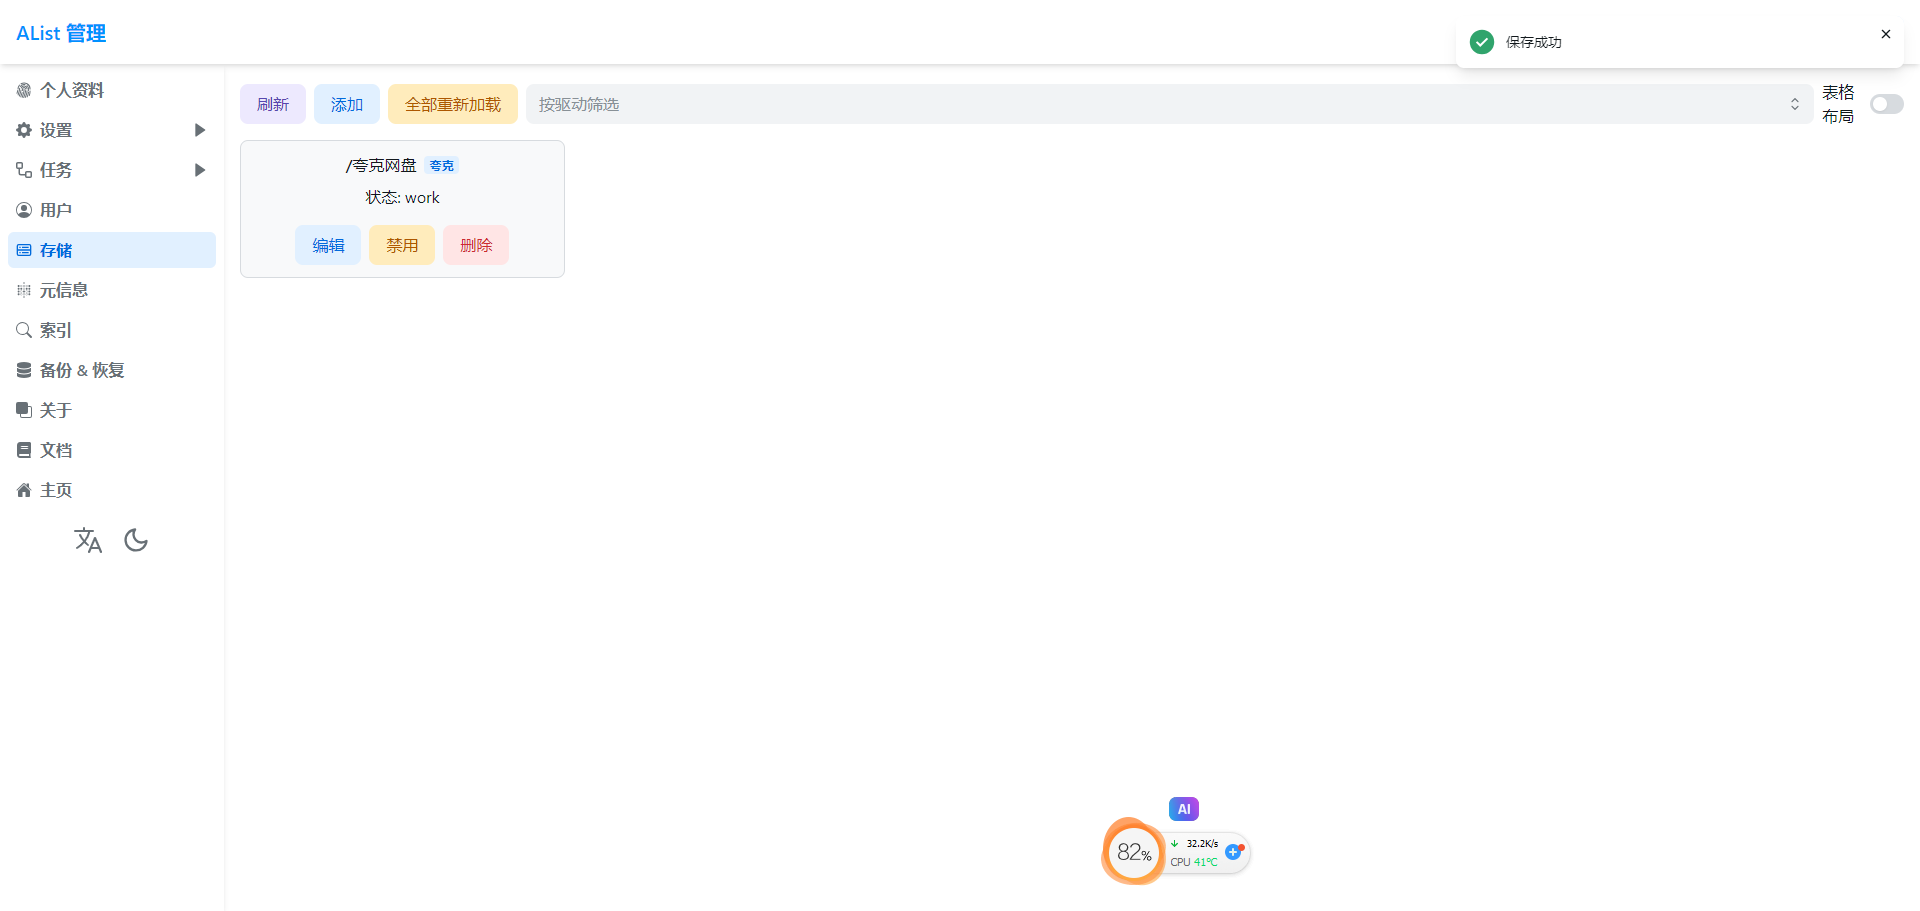 AList 管理
保存成功
个人资料
设置
任务
用户
存储
元信息
索引
备份 & 恢复
关于
文档
主页
刷新
添加
全部重新加载
按驱动筛选
表格
布局
/夸克网盘 夸克
状态: work
编辑
禁用
删除
AI
82%
32.2K/s
CPU 41℃